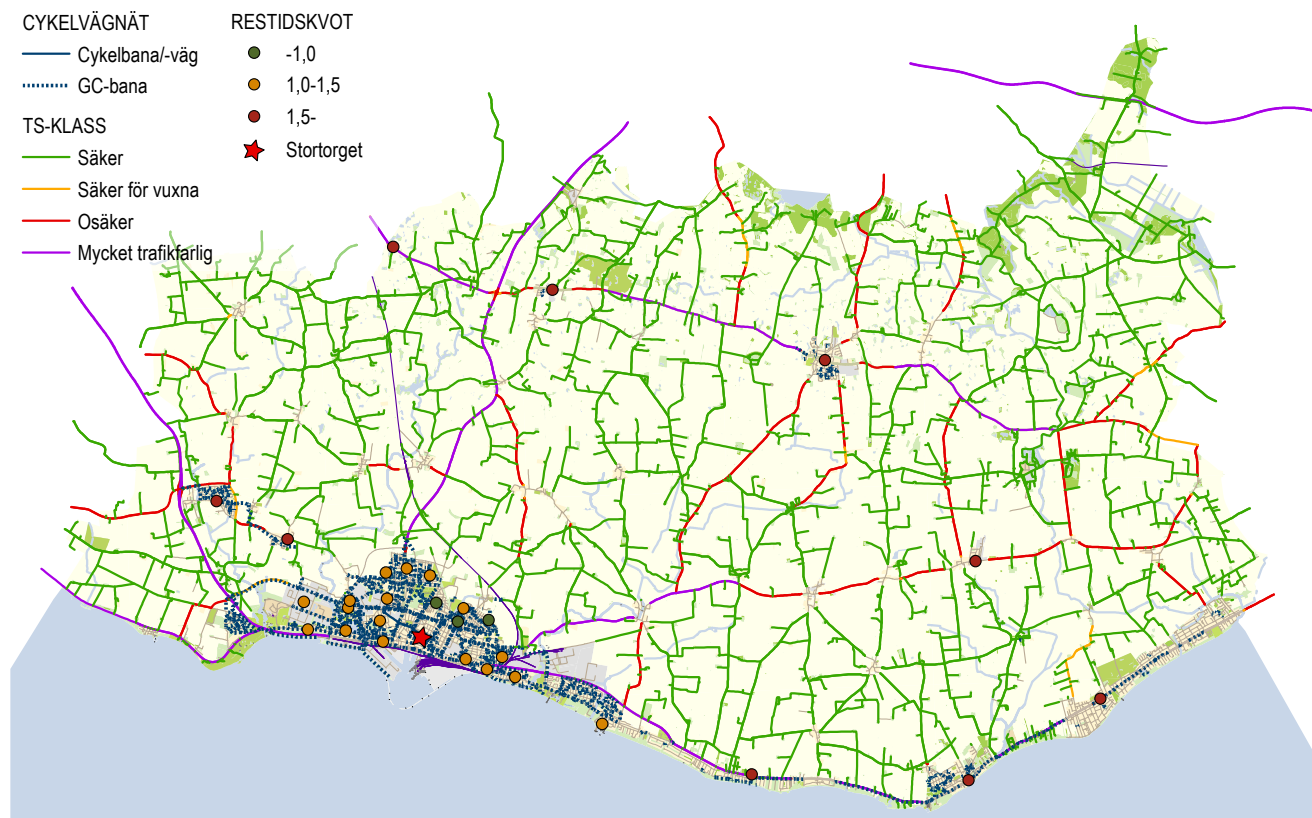 CYKELVÄGNÄT
Cykelbana/-väg
GC-bana
TS-KLASS
Säker
Säker för vuxna
Osäker
Mycket trafikfarlig
RESTIDSKVOT
-1,0
1,0-1,5
1,5-
Stortorget